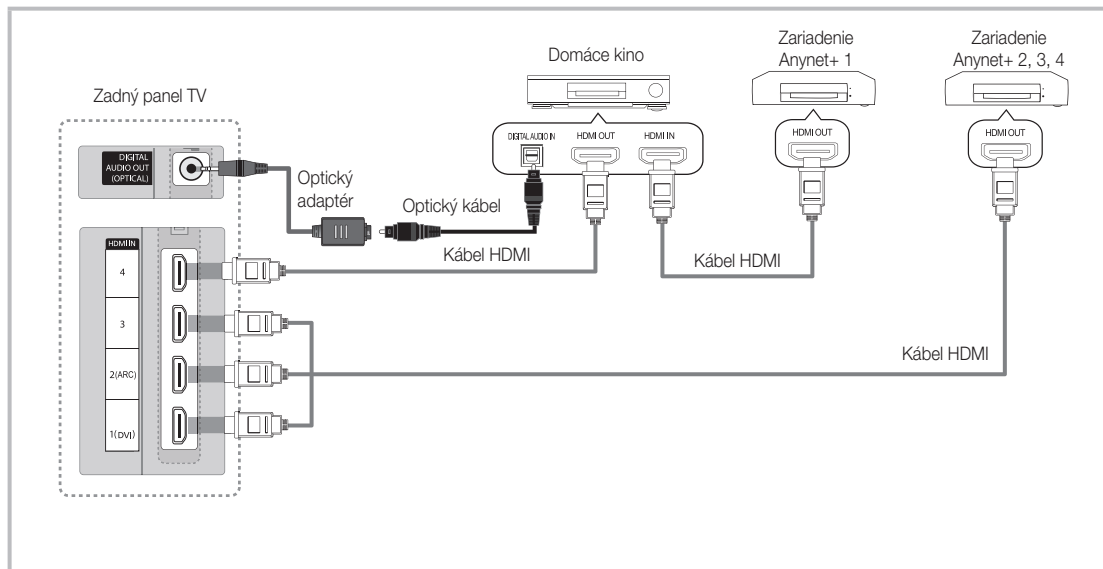 Domáce kino
Zariadenie
Anynet+ 1
Zariadenie
Anynet+ 2, 3, 4
Zadný panel TV
DIGITAL AUDIO IN
HDMI OUT
HDMI IN
HDMI OUT
HDMI OUT
DIGITAL
AUDIO OUT
(OPTICAL)
Optický
adaptér
Optický kábel
Kábel HDMI
Kábel HDMI
HDMI IN
4
3
2(ARC)
1(DVI)
Kábel HDMI